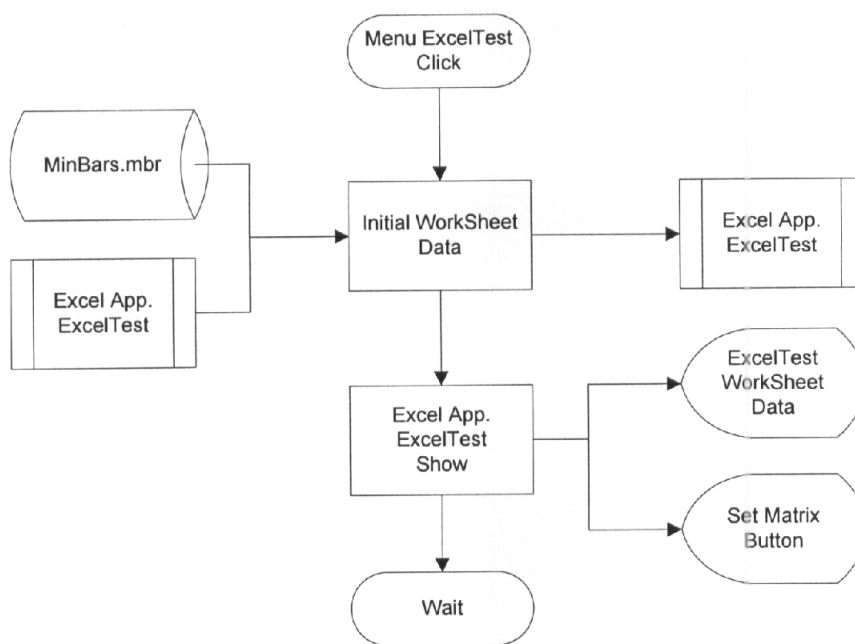 Menu ExcelTest
Click
MinBars.mbr
Initial WorkSheet
Data
Excel App.
ExcelTest
Excel App.
ExcelTest
Excel App.
ExcelTest
Show
ExcelTest
WorkSheet
Data
Set Matrix
Button
Wait